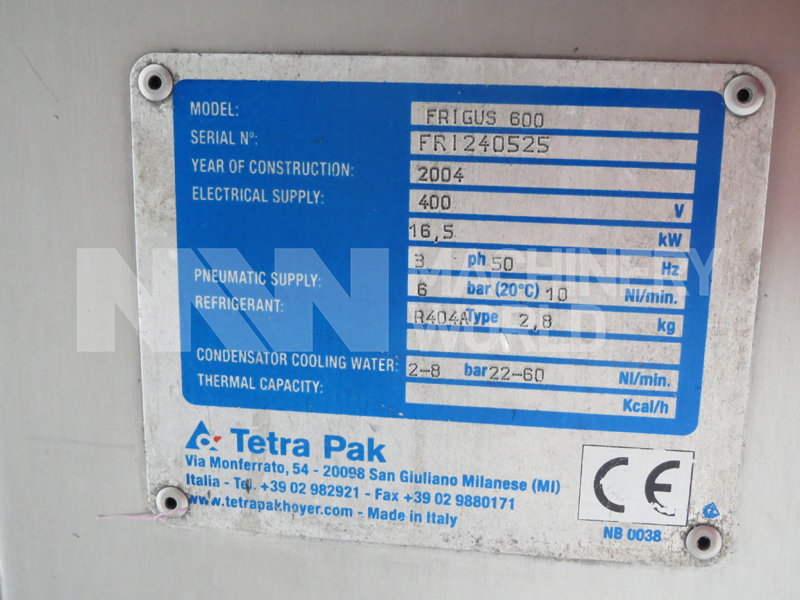 MODEL: FRIGUS 600
SERIAL Nº: FRI240525
YEAR OF CONSTRUCTION: 2004
ELECTRICAL SUPPLY: 400 V
16,5 kW
3 ph 50 Hz
PNEUMATIC SUPPLY: 6 bar (20°C) 10 Nl/min.
REFRIGERANT: R404A Type 2,8 kg
CONDENSATOR COOLING WATER: 2-8 bar 22-60 Nl/min.
THERMAL CAPACITY: Kcal/h
Tetra Pak
Via Monferrato, 54 - 20098 San Giuliano Milanese (MI)
Italia - Tel. +39 02 982921 - Fax +39 02 9880171
www.tetrapakhoyer.com - Made in Italy
CE
NB 0038
MACHINERY
WORLD